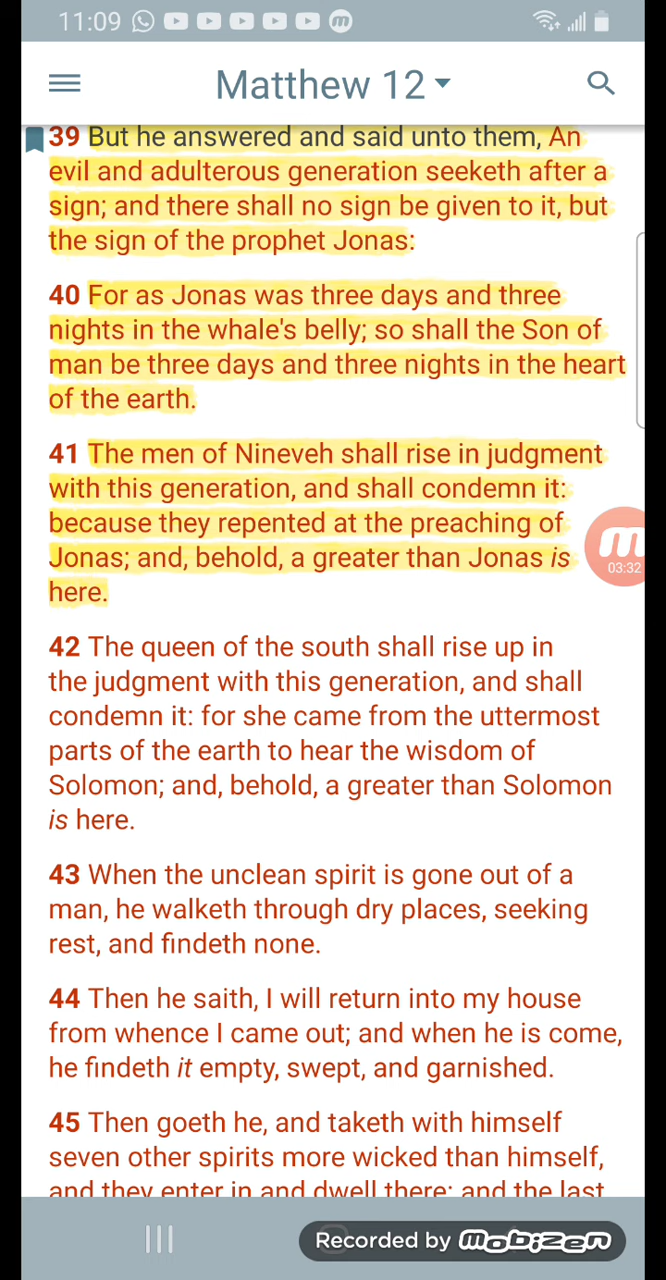 11:09
Matthew 12
39 But he answered and said unto them, An
evil and adulterous generation seeketh after a
sign; and there shall no sign be given to it, but
the sign of the prophet Jonas:
40 For as Jonas was three days and three
nights in the whale's belly; so shall the Son of
man be three days and three nights in the heart
of the earth.
41 The men of Nineveh shall rise in judgment
with this generation, and shall condemn it:
because they repented at the preaching of
Jonas; and, behold, a greater than Jonas is
here.
m
03:32
42 The queen of the south shall rise up in
the judgment with this generation, and shall
condemn it: for she came from the uttermost
parts of the earth to hear the wisdom of
Solomon; and, behold, a greater than Solomon
is here.
43 When the unclean spirit is gone out of a
man, he walketh through dry places, seeking
rest, and findeth none.
44 Then he saith, I will return into my house
from whence I came out; and when he is come,
he findeth it empty, swept, and garnished.
45 Then goeth he, and taketh with himself
seven other spirits more wicked than himself,
and they enter in and dwell there: and the last
Recorded by mobizen